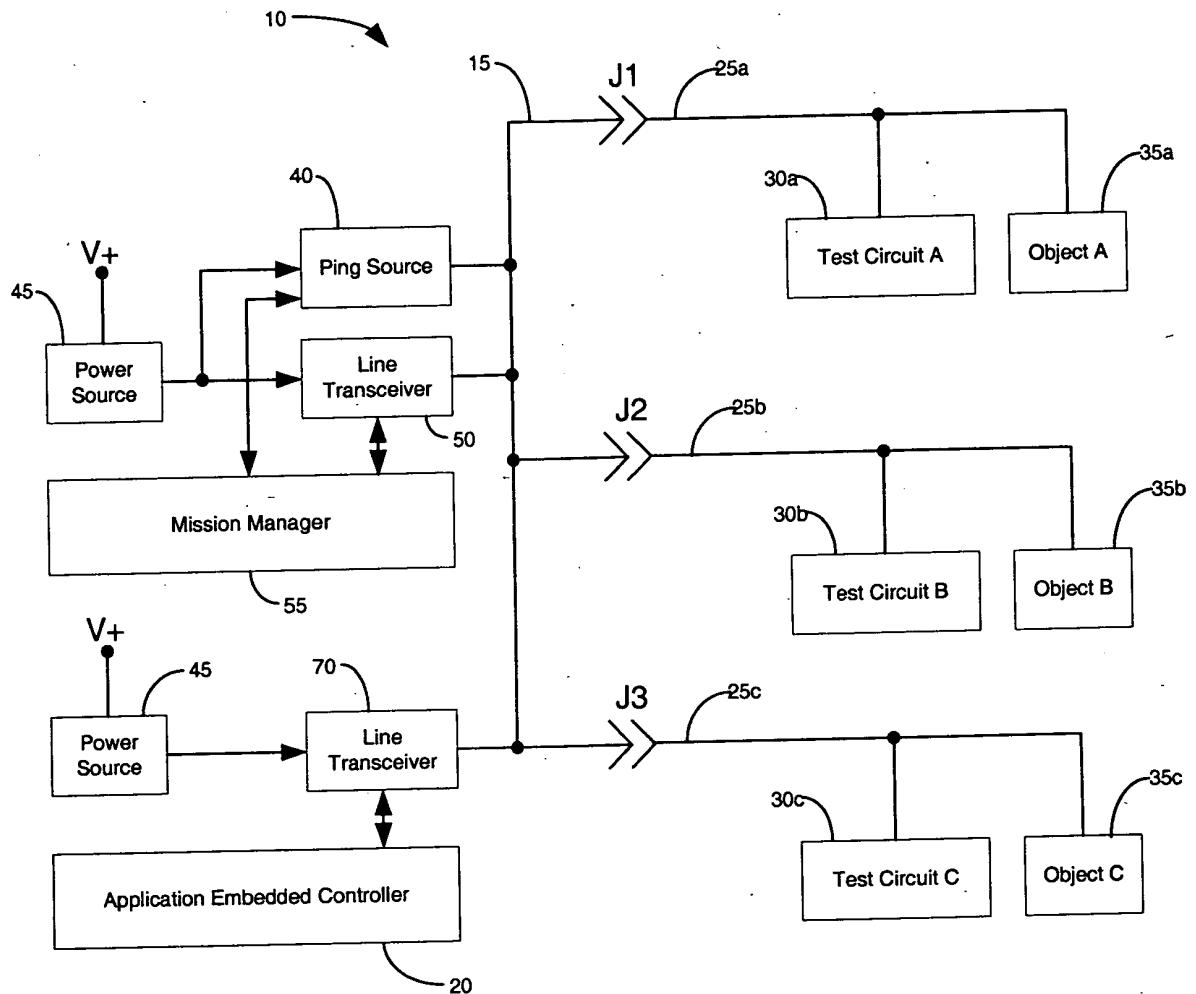 10
15
J1
25a
40
30a
35a
V+
Ping Source
Test Circuit A
Object A
45
Power
Source
Line
Transceiver
50
J2
25b
Mission Manager
30b
35b
55
Test Circuit B
Object B
V+
45
70
J3
25c
Power
Source
Line
Transceiver
30c
35c
Application Embedded Controller
Test Circuit C
Object C
20